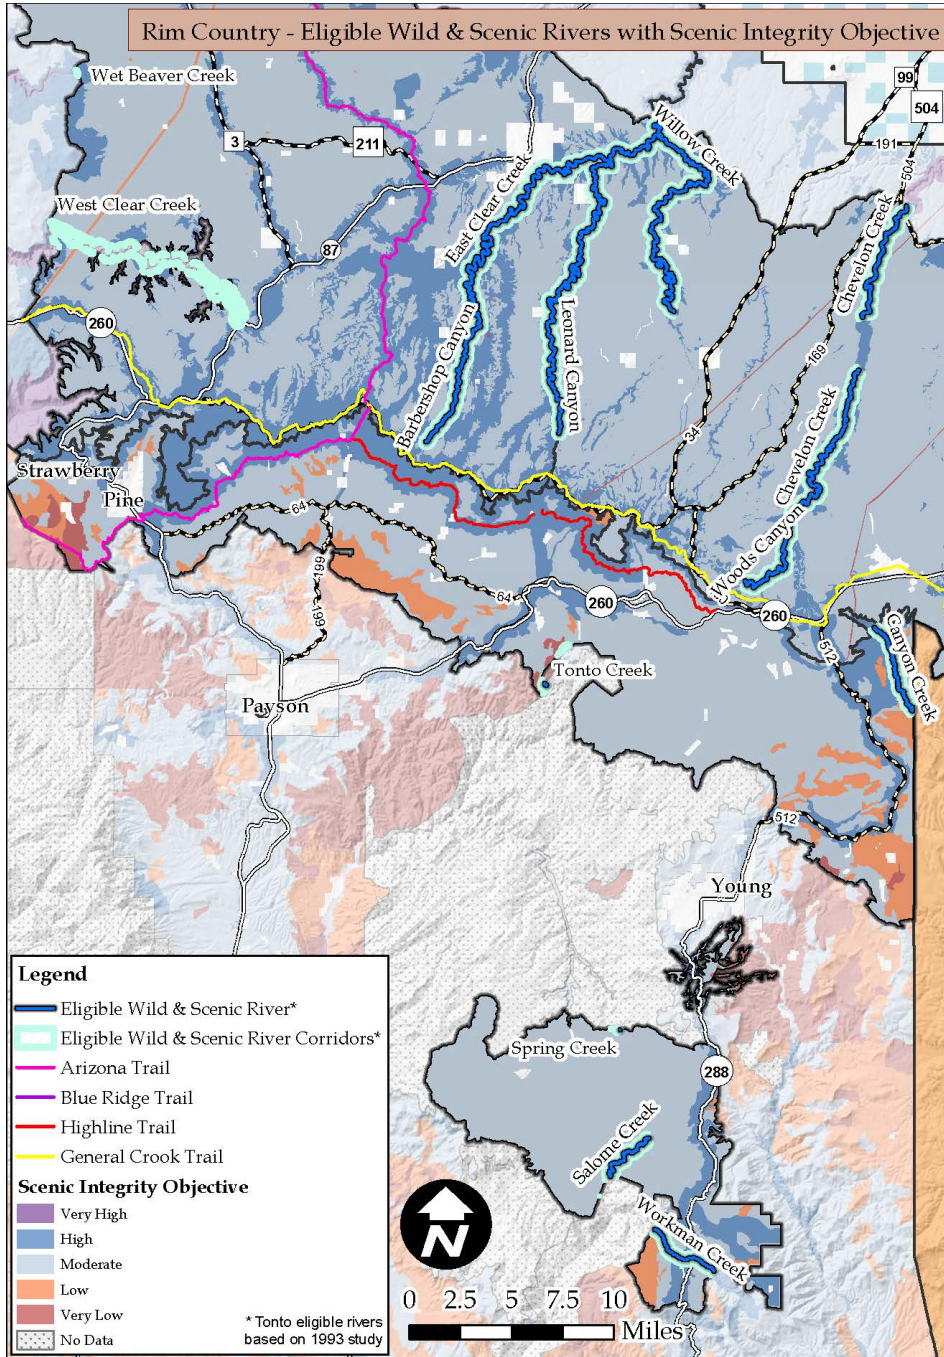 Rim Country - Eligible Wild & Scenic Rivers with Scenic Integrity Objective
Wet Beaver Creek
99
504
3
211
191
Willow Creek
504
East Clear Creek
West Clear Creek
Chevelon Creek
87
260
Leonard Canyon
Barbershop Canyon
169
34
Chevelon Creek
Strawberry
Pine
64
Woods Canyon
199
64
260
260
199
512
Canyon Creek
Tonto Creek
Payson
512
Young
Legend
Eligible Wild & Scenic River*
Eligible Wild & Scenic River Corridors*
Arizona Trail
Blue Ridge Trail
Highline Trail
General Crook Trail
Scenic Integrity Objective
Very High
High
Moderate
Low
Very Low
No Data
* Tonto eligible rivers
based on 1993 study
Spring Creek
288
Salome Creek
Workman Creek
N
0 2.5 5 7.5 10
Miles